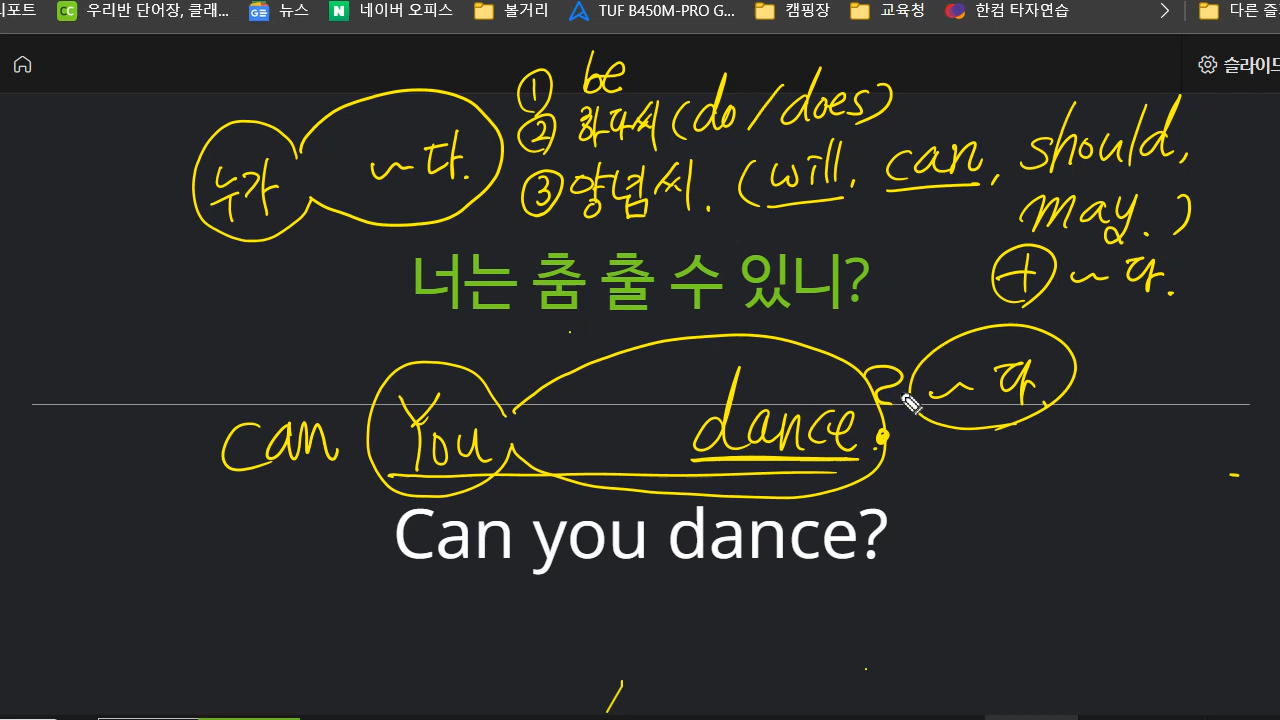 리포트 우리반 단어장, 클래... 뉴스 네이버 오피스 볼거리 TUF B450M-PRO G... 캠핑장 교육청 한컴 타자연습 다른 즐
슬라이드
① be
② 하다씨 (do/does)
③ 양념씨. (will, can, should, may.)
누가 ~다.
+ ~다.
너는 춤 출 수 있니?
can You dance.? ~다.
Can you dance?